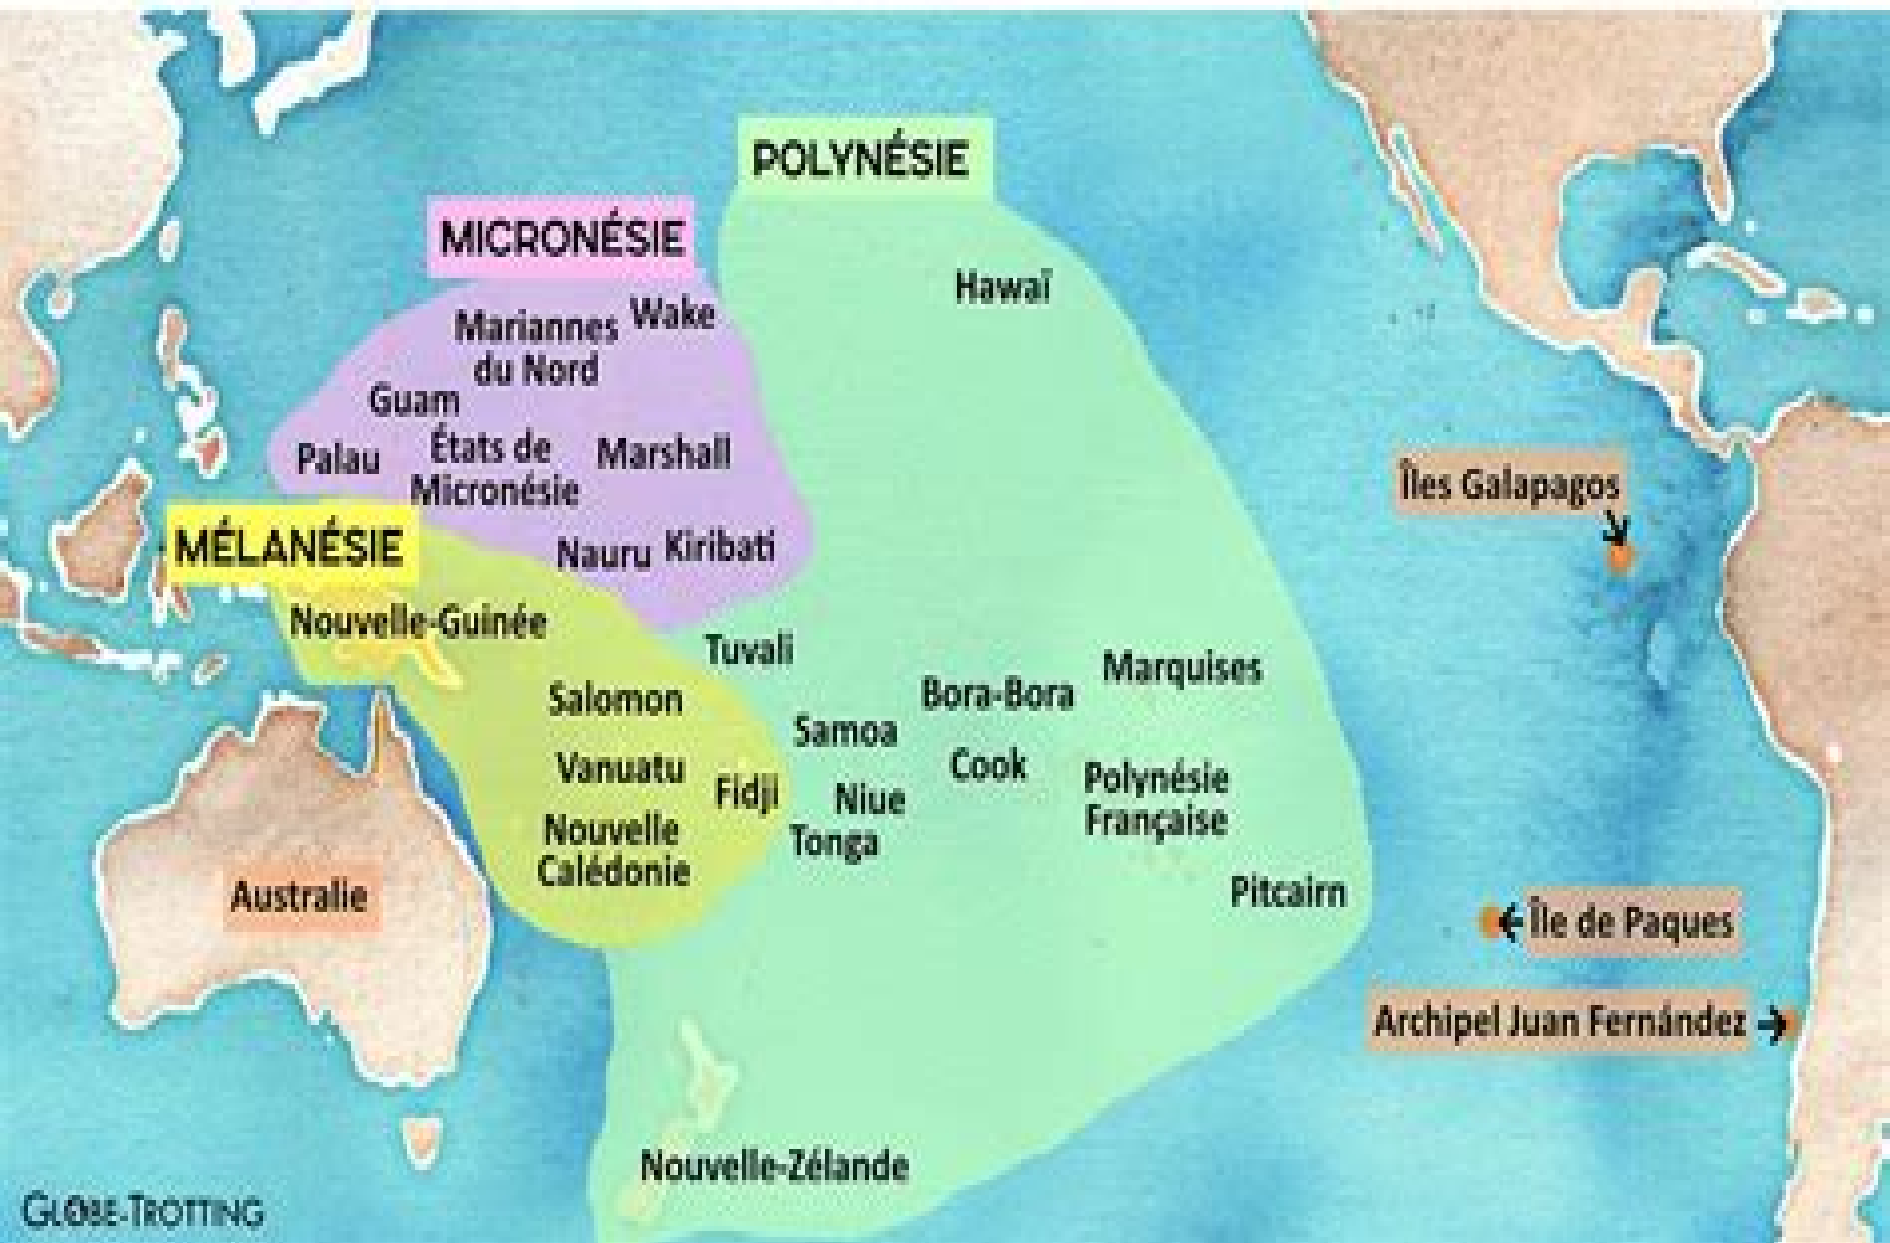 POLYNÉSIE
MICRONÉSIE
Hawaï
Wake
Mariannes
du Nord
Guam
Palau
États de
Micronésie
Marshall
Îles Galapagos
MÉLANÉSIE
Nauru
Kiribati
Nouvelle-Guinée
Tuvali
Marquises
Bora-Bora
Salomon
Samoa
Vanuatu
Cook
Fidji
Niue
Polynésie
Française
Nouvelle
Calédonie
Tonga
Australie
Pitcairn
Île de Paques
Archipel Juan Fernández
Nouvelle-Zélande
GLOBE-TROTTING